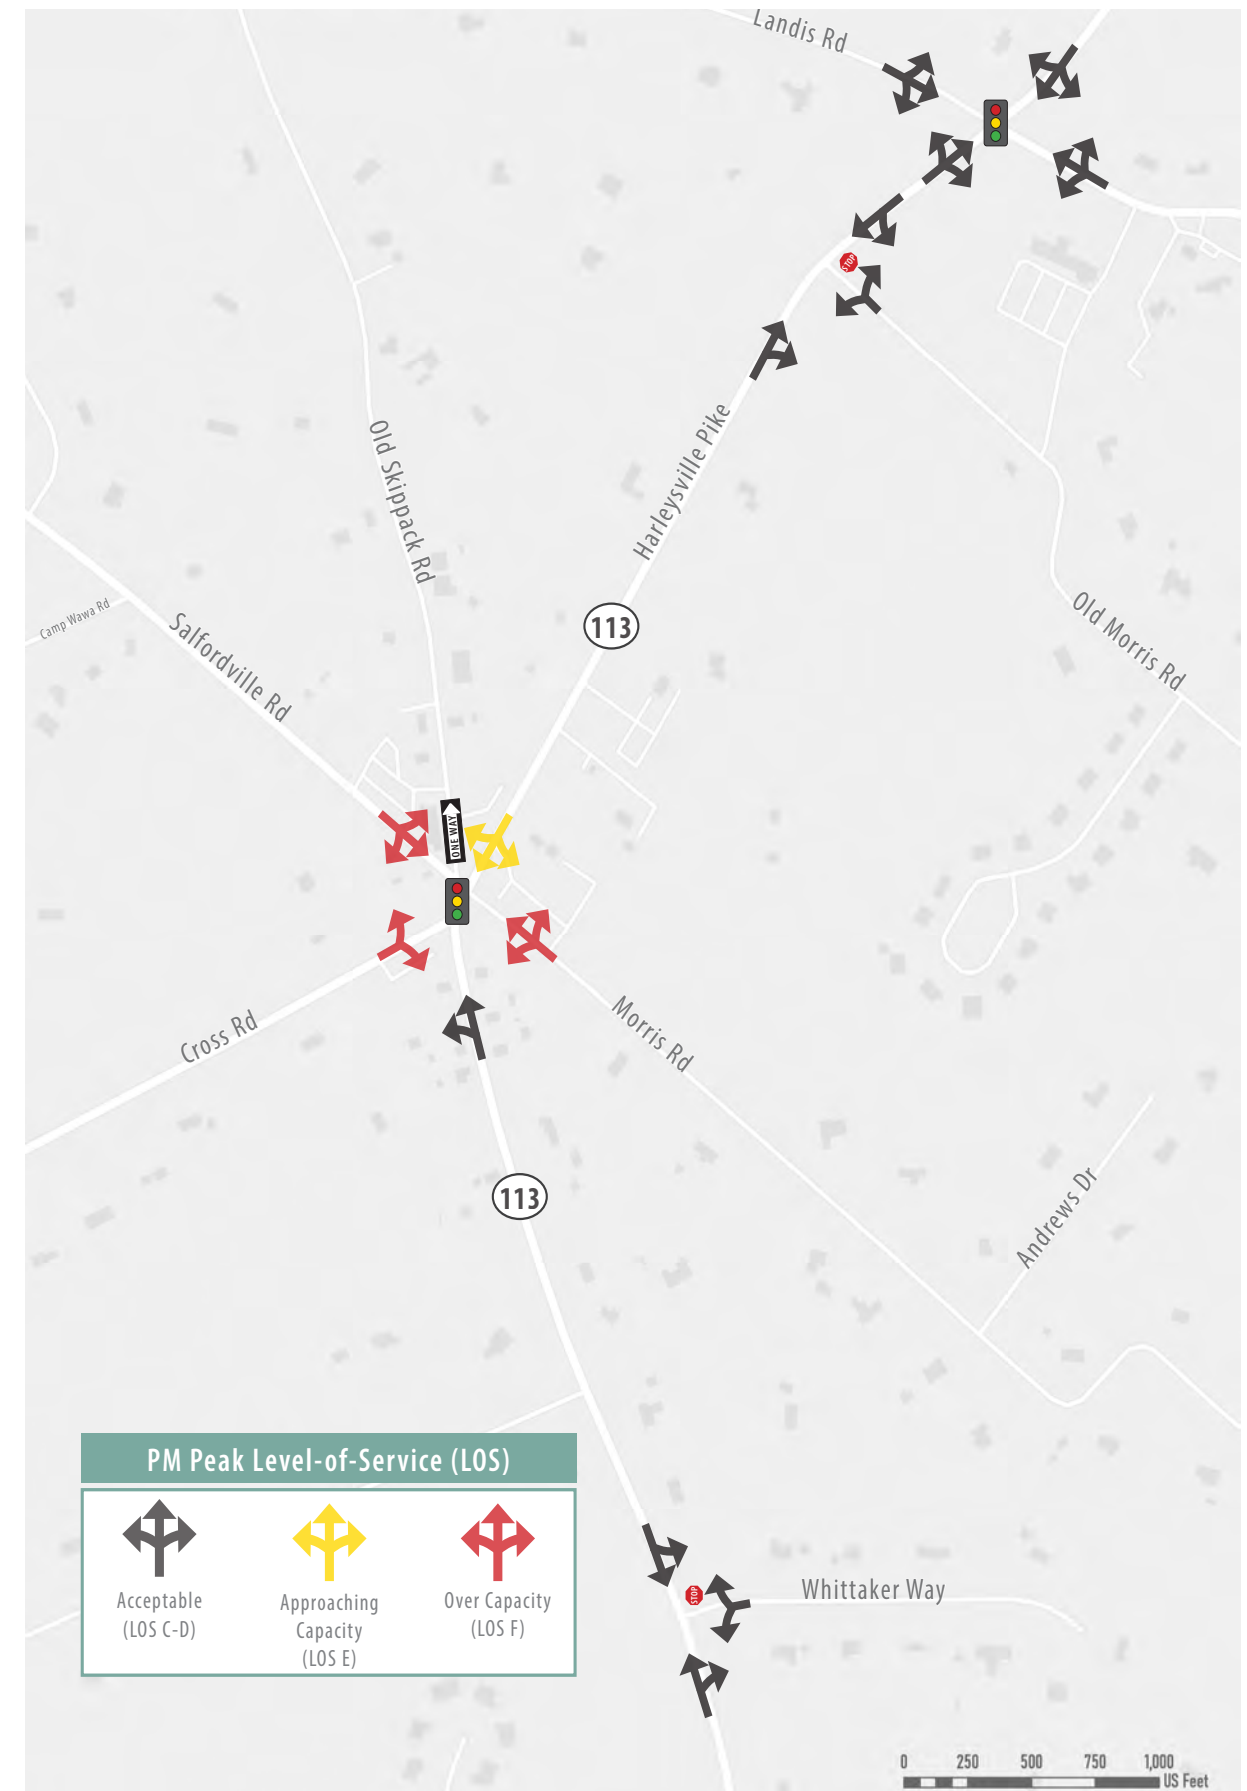 Landis Rd
STOP
Harleysville Pike
Old Skippack Rd
Camp Wawa Rd
Salfordville Rd
113
Old Morris Rd
ONE WAY
Cross Rd
Morris Rd
113
Andrews Dr
PM Peak Level-of-Service (LOS)
Acceptable
(LOS C-D)
Approaching
Capacity
(LOS E)
Over Capacity
(LOS F)
STOP
Whittaker Way
0 250 500 750 1,000
US Feet